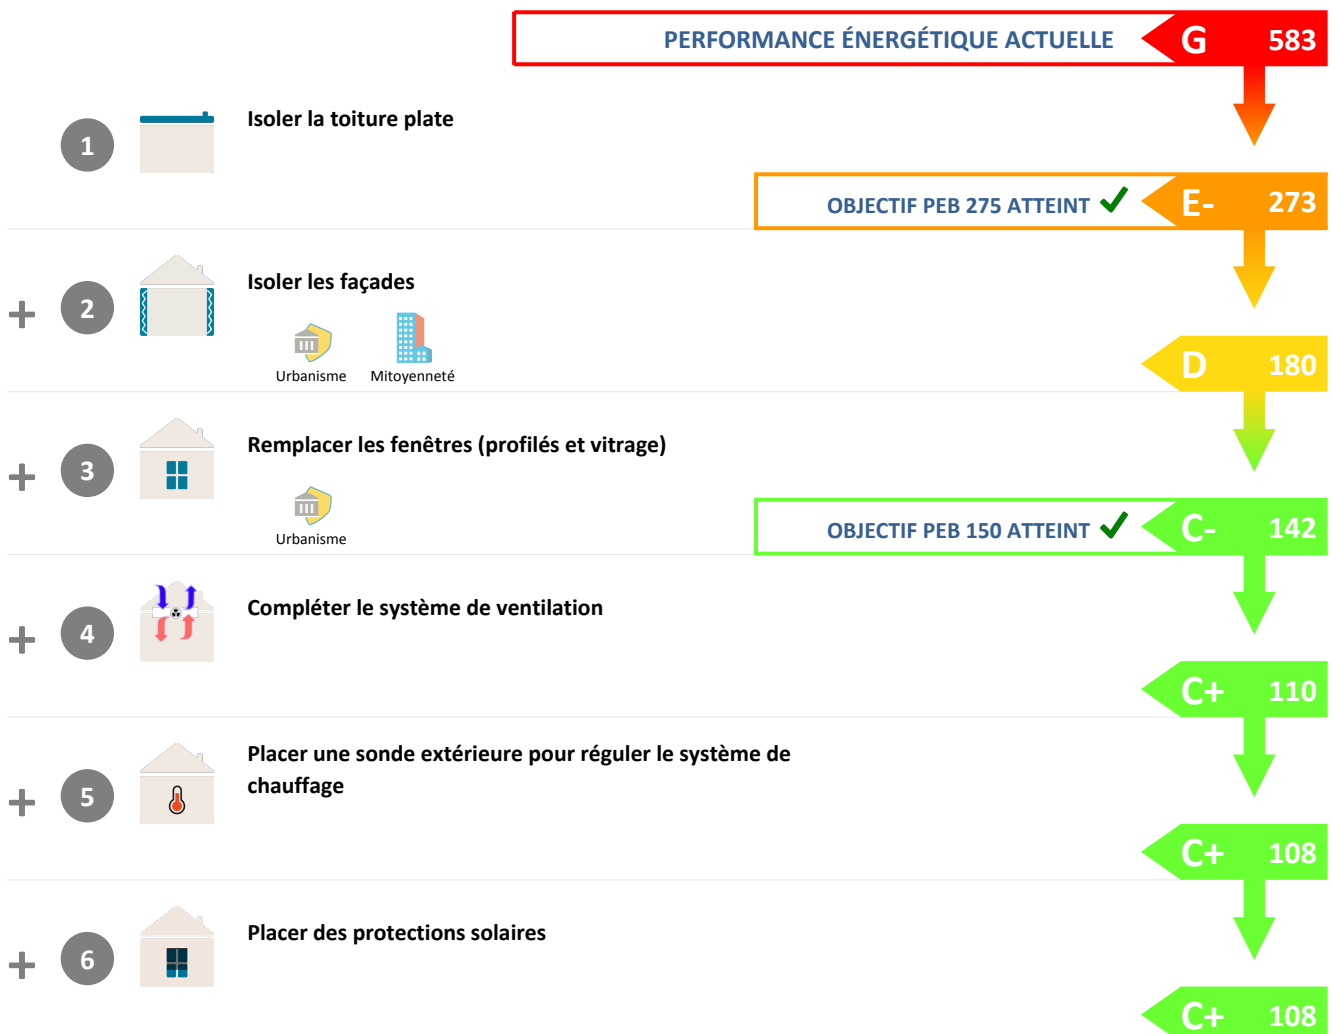 PERFORMANCE ÉNERGÉTIQUE ACTUELLE G 583
1 Isoler la toiture plate
OBJECTIF PEB 275 ATTEINT E- 273
+ 2 Isoler les façades
Urbanisme Mitoyenneté
D 180
+ 3 Remplacer les fenêtres (profilés et vitrage)
Urbanisme
OBJECTIF PEB 150 ATTEINT C- 142
+ 4 Compléter le système de ventilation
C+ 110
+ 5 Placer une sonde extérieure pour réguler le système de
chauffage
C+ 108
+ 6 Placer des protections solaires
C+ 108